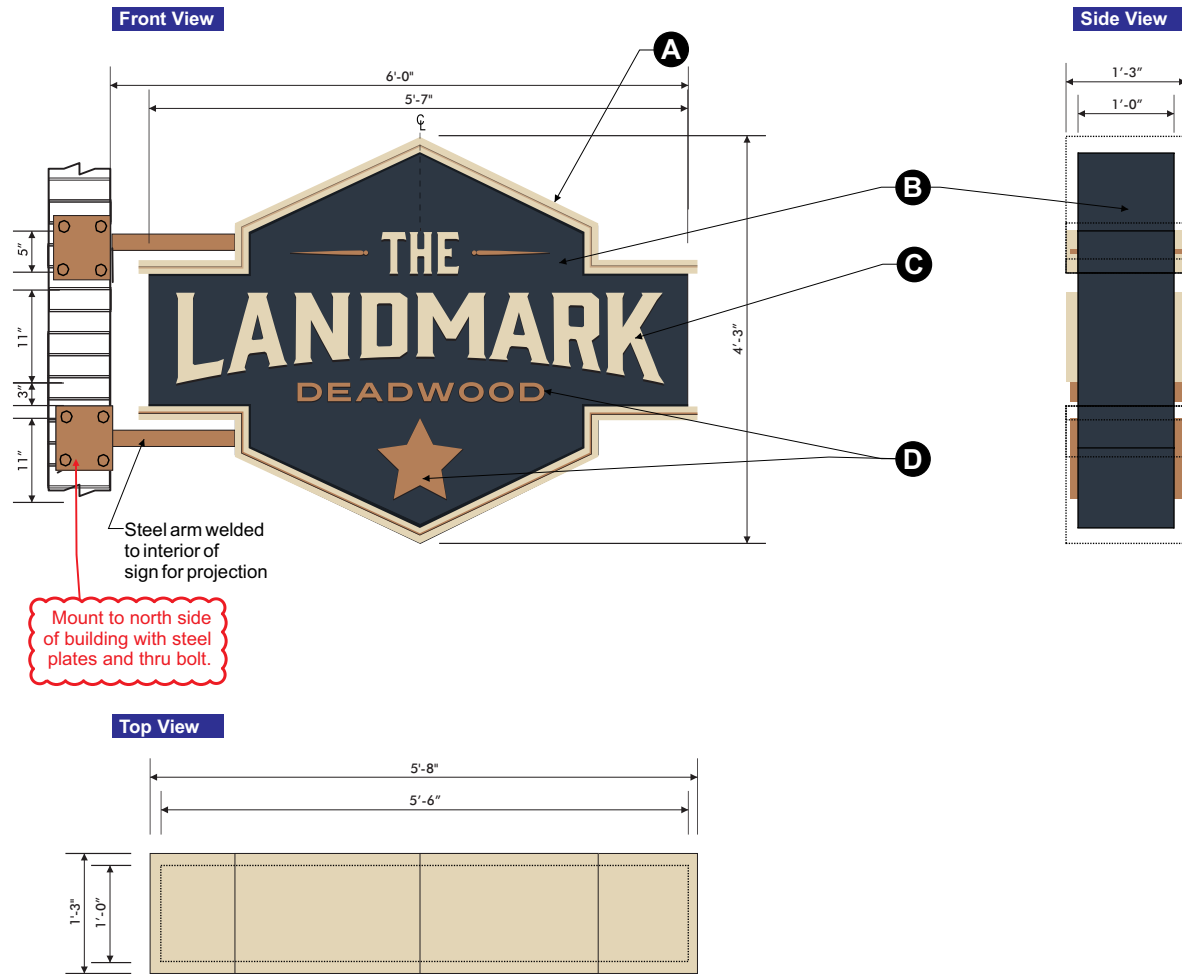 Front View
Side View
A
6'-0"
5'-7"
℄
1'-3"
1'-0"
B
THE
5"
C
LANDMARK
11"
4'-3"
DEADWOOD
3"
D
11"
Steel arm welded
to interior of
sign for projection
Mount to north side
of building with steel
plates and thru bolt.
Top View
5'-8"
5'-6"
1'-3"
1'-0"